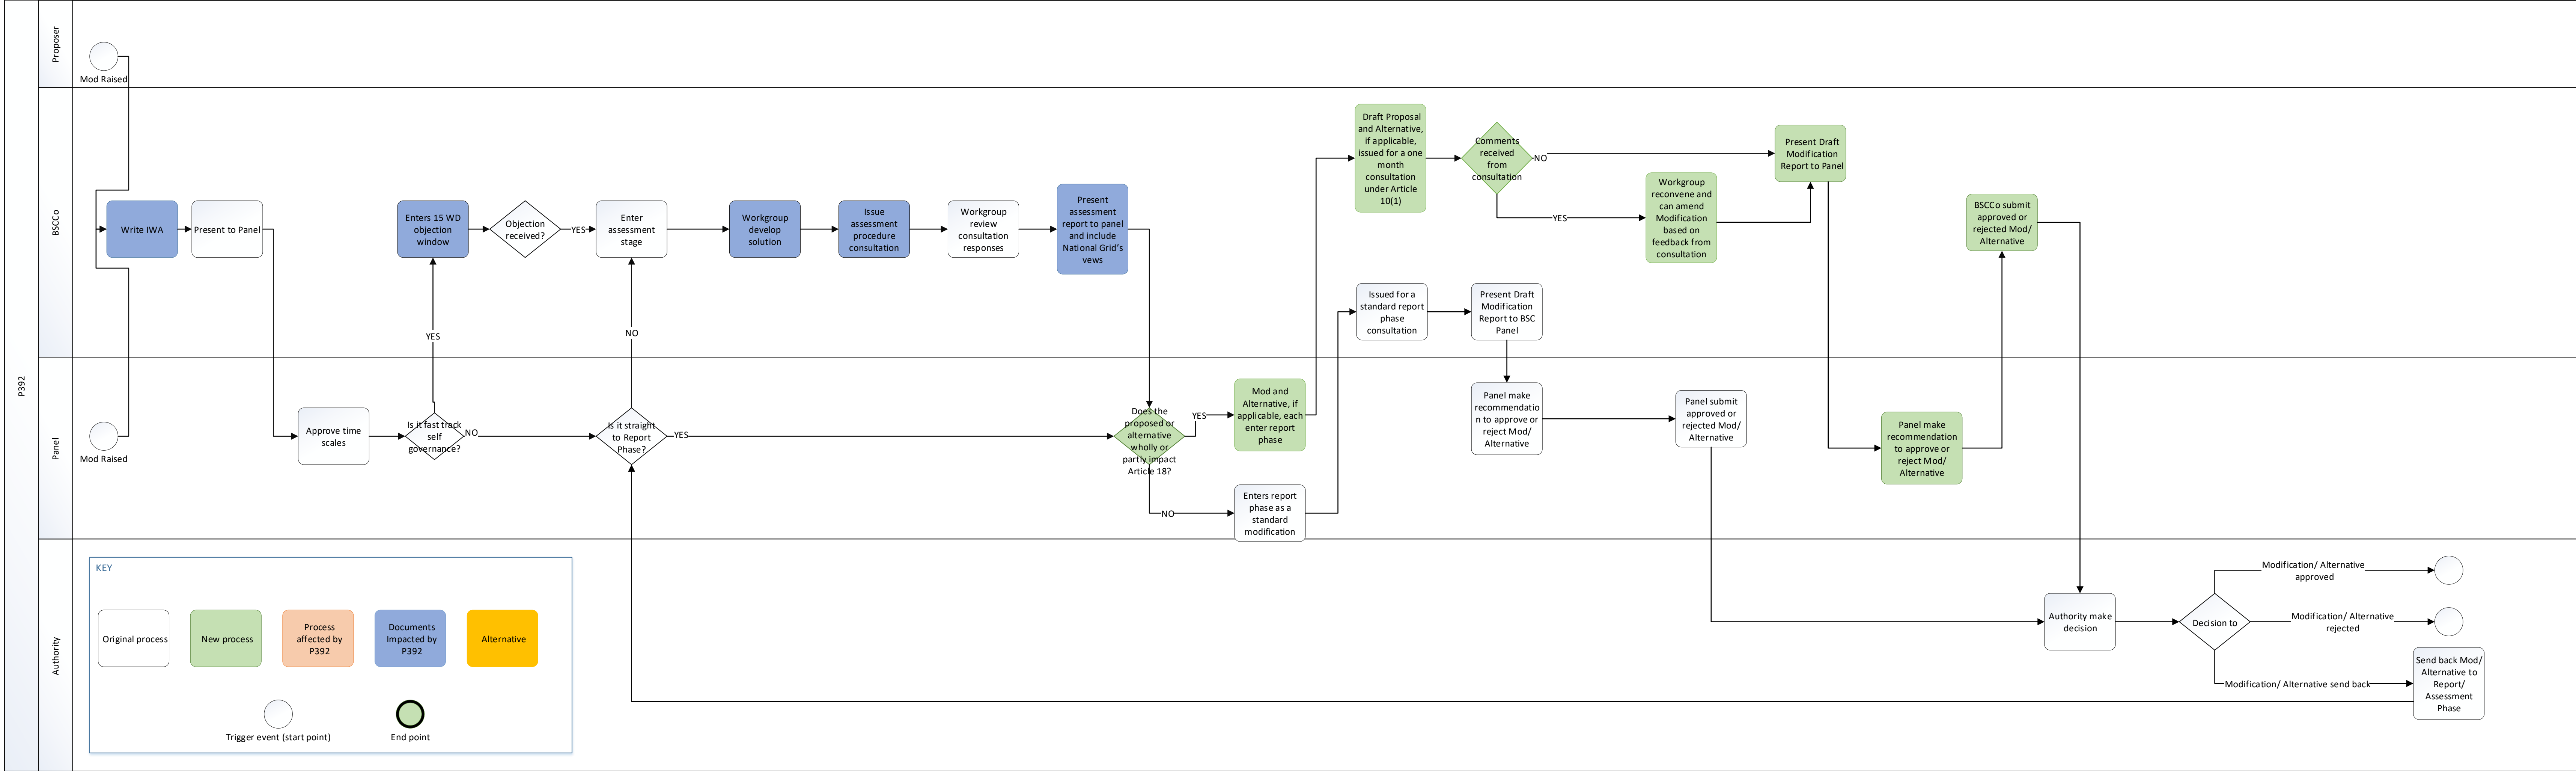 P392
Proposer
Mod Raised
BSCCo
Write IWA
Present to Panel
Enters 15 WD
objection
window
Objection
received?
YES
Enter
assessment
stage
Workgroup
develop
solution
Issue
assessment
procedure
consultation
Workgroup
review
consultation
responses
Present
assessment
report to panel
and include
National Grid's
vews
Draft Proposal
and Alternative,
if applicable,
issued for a one
month
consultation
under Article
10(1)
Comments
received
from
consultation
NO
YES
Workgroup
reconvene and
can amend
Modification
based on
feedback from
consultation
Present Draft
Modification
Report to Panel
BSCCo submit
approved or
rejected Mod/
Alternative
Issued for a
standard report
phase
consultation
Present Draft
Modification
Report to BSC
Panel
YES
NO
Panel
Mod Raised
Approve time
scales
Is it fast track
self
governance?
NO
Is it straight
to Report
Phase?
YES
Does the
proposed or
alternative
wholly or
partly impact
Article 18?
YES
NO
Mod and
Alternative, if
applicable, each
enter report
phase
Enters report
phase as a
standard
modification
Panel make
recommendatio
n to approve or
reject Mod/
Alternative
Panel submit
approved or
rejected Mod/
Alternative
Panel make
recommendation
to approve or
reject Mod/
Alternative
Authority
KEY
Original process
New process
Process
affected by
P392
Documents
Impacted by
P392
Alternative
Trigger event (start point)
End point
Authority make
decision
Decision to
Modification/ Alternative
approved
Modification/ Alternative
rejected
Modification/ Alternative send back
Send back Mod/
Alternative to
Report/
Assessment
Phase